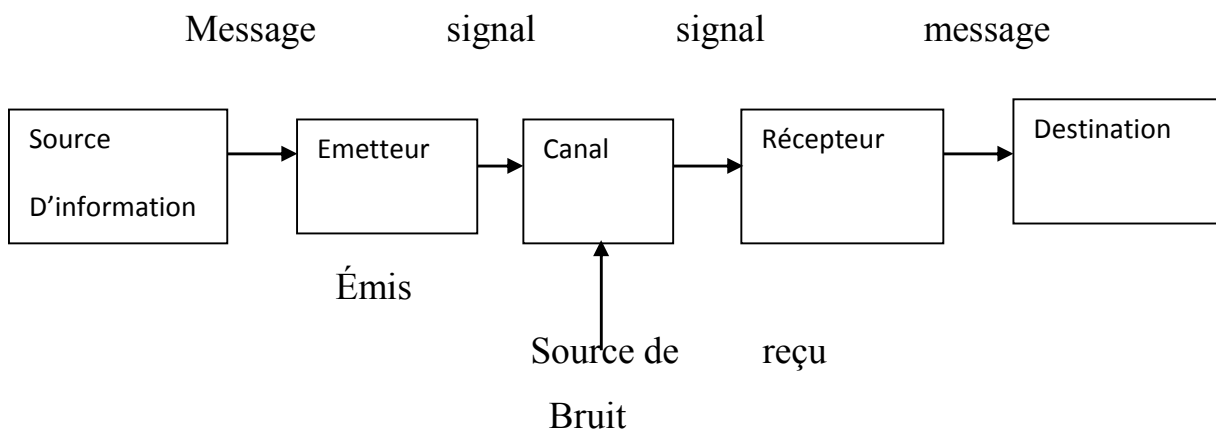 Message signal signal message
Source
D’information
Emetteur
Canal
Récepteur
Destination
Émis
Source de reçu
Bruit